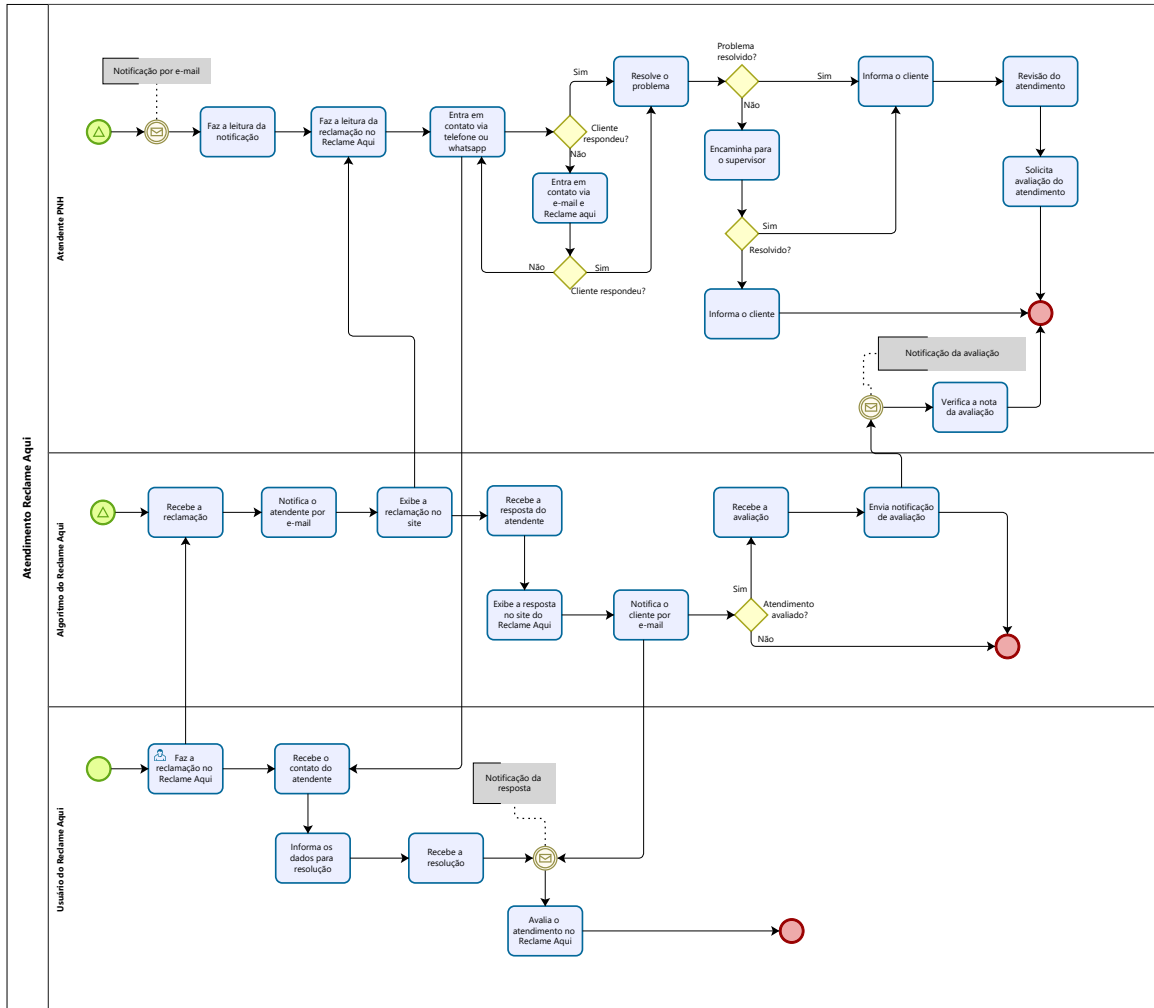 Atendimento Reclame Aqui
Atendente PNH
Notificação por e-mail
Faz a leitura da
notificação
Faz a leitura da
reclamação no
Reclame Aqui
Entra em
contato via
telefone ou
whatsapp
Sim
Cliente
respondeu?
Não
Entra em
contato via
e-mail e
Reclame aqui
Não
Sim
Cliente respondeu?
Resolve o
problema
Problema
resolvido?
Sim
Não
Encaminha para
o supervisor
Sim
Resolvido?
Informa o cliente
Informa o cliente
Revisão do
atendimento
Solicita
avaliação do
atendimento
Notificação da avaliação
Verifica a nota
da avaliação
Algoritmo do Reclame Aqui
Recebe a
reclamação
Notifica o
atendente por
e-mail
Exibe a
reclamação no
site
Recebe a
resposta do
atendente
Exibe a resposta
no site do
Reclame Aqui
Notifica o
cliente por
e-mail
Recebe a
avaliação
Sim
Atendimento
avaliado?
Não
Envia notificação
de avaliação
Usuário do Reclame Aqui
Faz a
reclamação no
Reclame Aqui
Recebe o
contato do
atendente
Informa os
dados para
resolução
Recebe a
resolução
Notificação da
resposta
Avalia o
atendimento no
Reclame Aqui